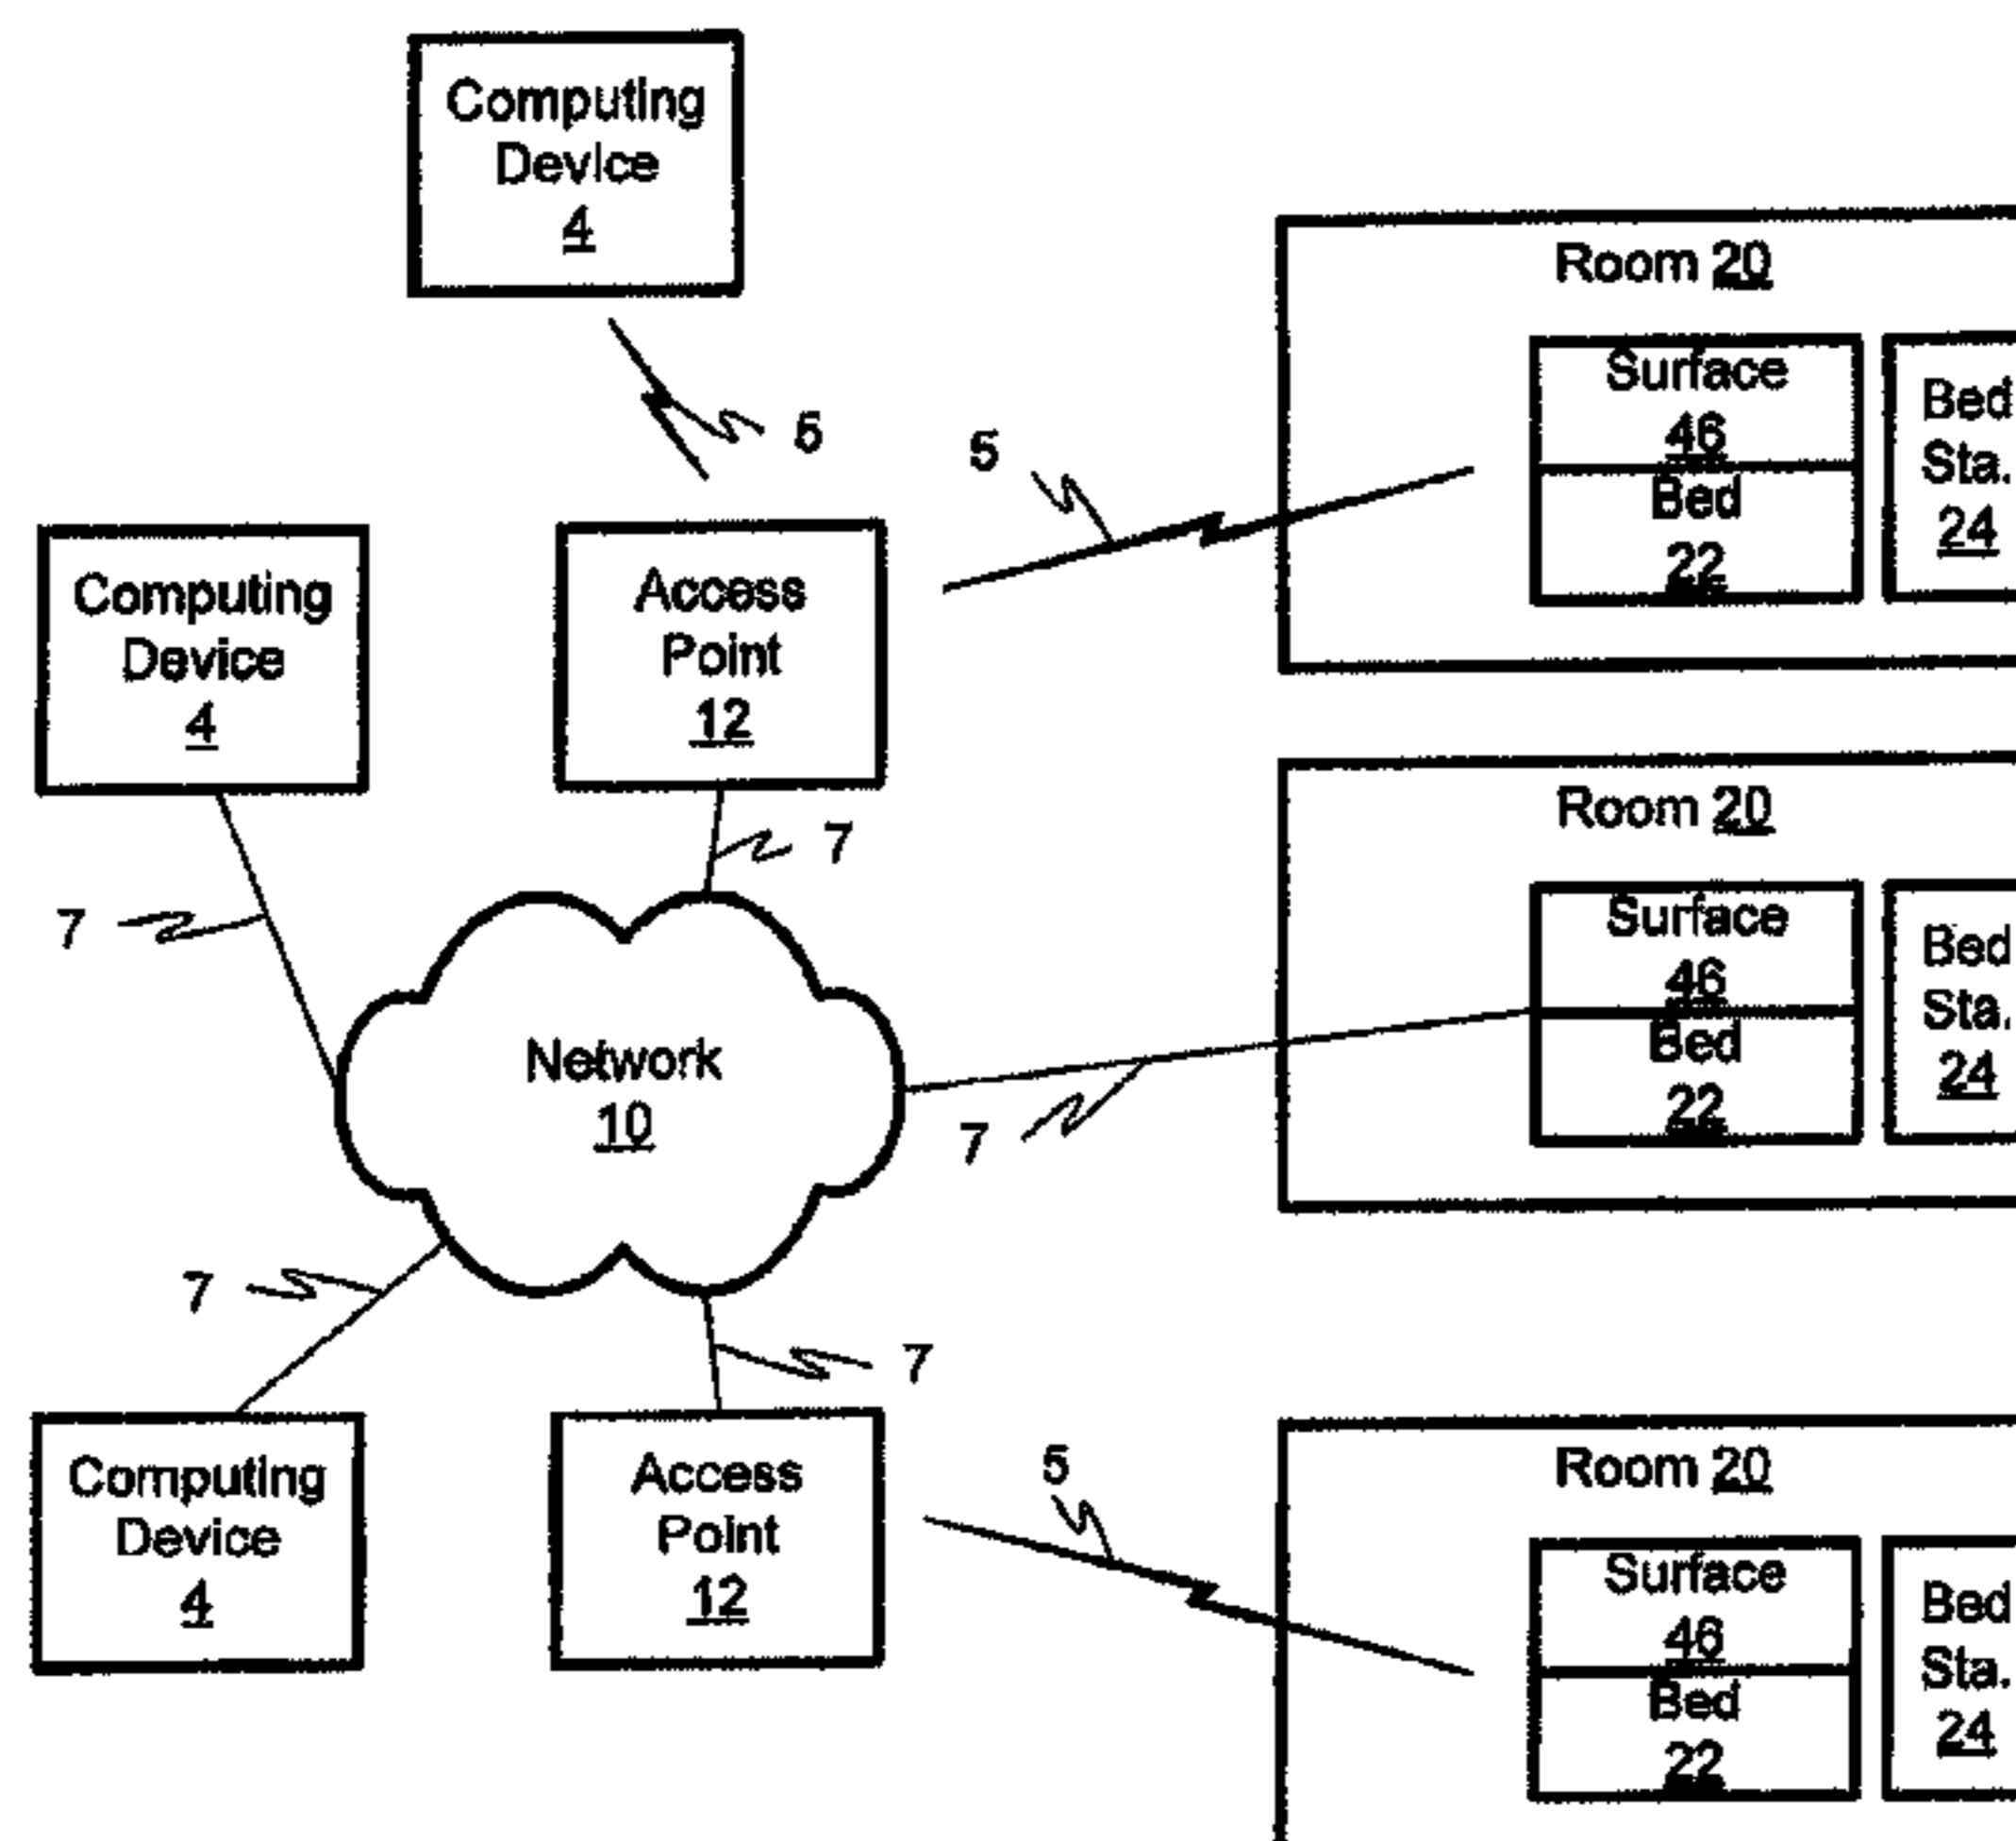 Computing
Device
4
5
Room 20
Surface
46
Bed
22
Bed
Sta.
24
5
Computing
Device
4
Access
Point
12
7
7
Room 20
Surface
46
Bed
22
Bed
Sta.
24
Network
10
7
7
7
Computing
Device
4
Access
Point
12
5
Room 20
Surface
46
Bed
22
Bed
Sta.
24